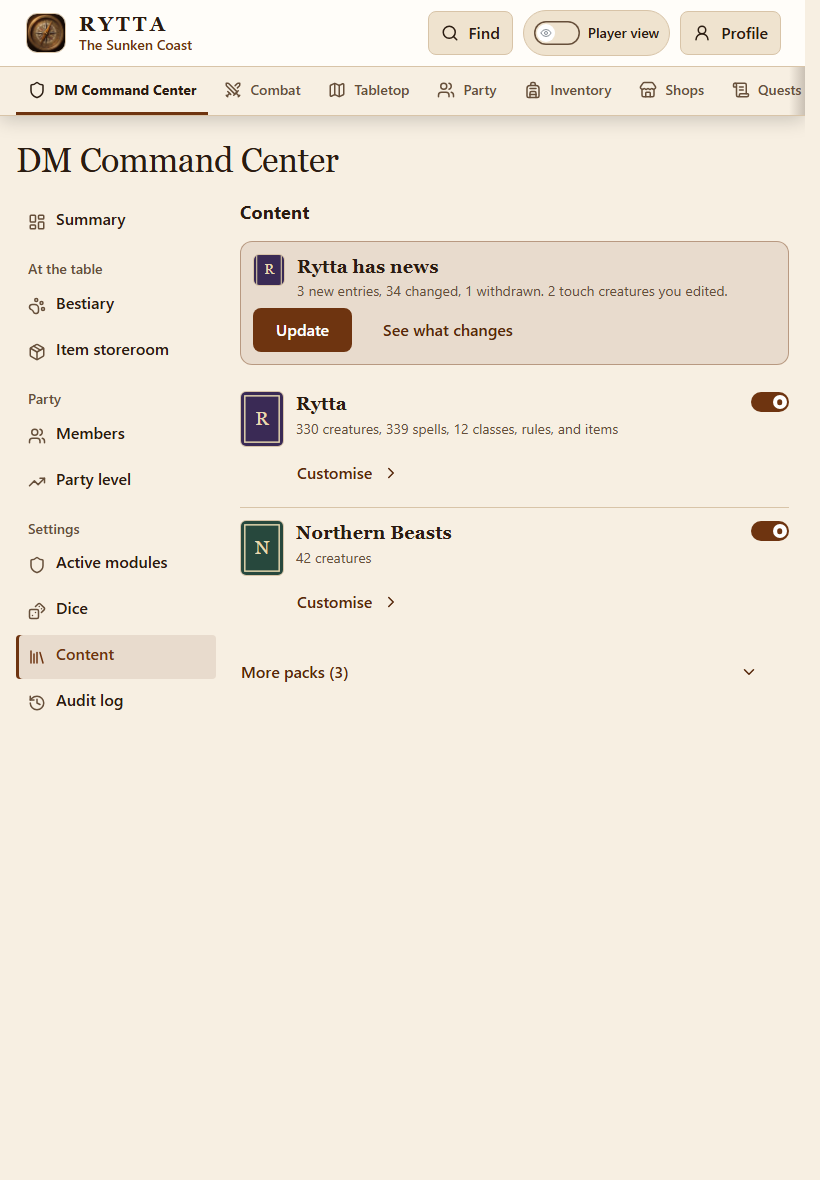 RYTTA
The Sunken Coast
Find
Player view
Profile
DM Command Center
Combat
Tabletop
Party
Inventory
Shops
Quests
DM Command Center
Summary
At the table
Bestiary
Item storeroom
Party
Members
Party level
Settings
Active modules
Dice
Content
Audit log
Content
R
Rytta has news
3 new entries, 34 changed, 1 withdrawn. 2 touch creatures you edited.
Update
See what changes
R
Rytta
330 creatures, 339 spells, 12 classes, rules, and items
Customise
N
Northern Beasts
42 creatures
Customise
More packs (3)